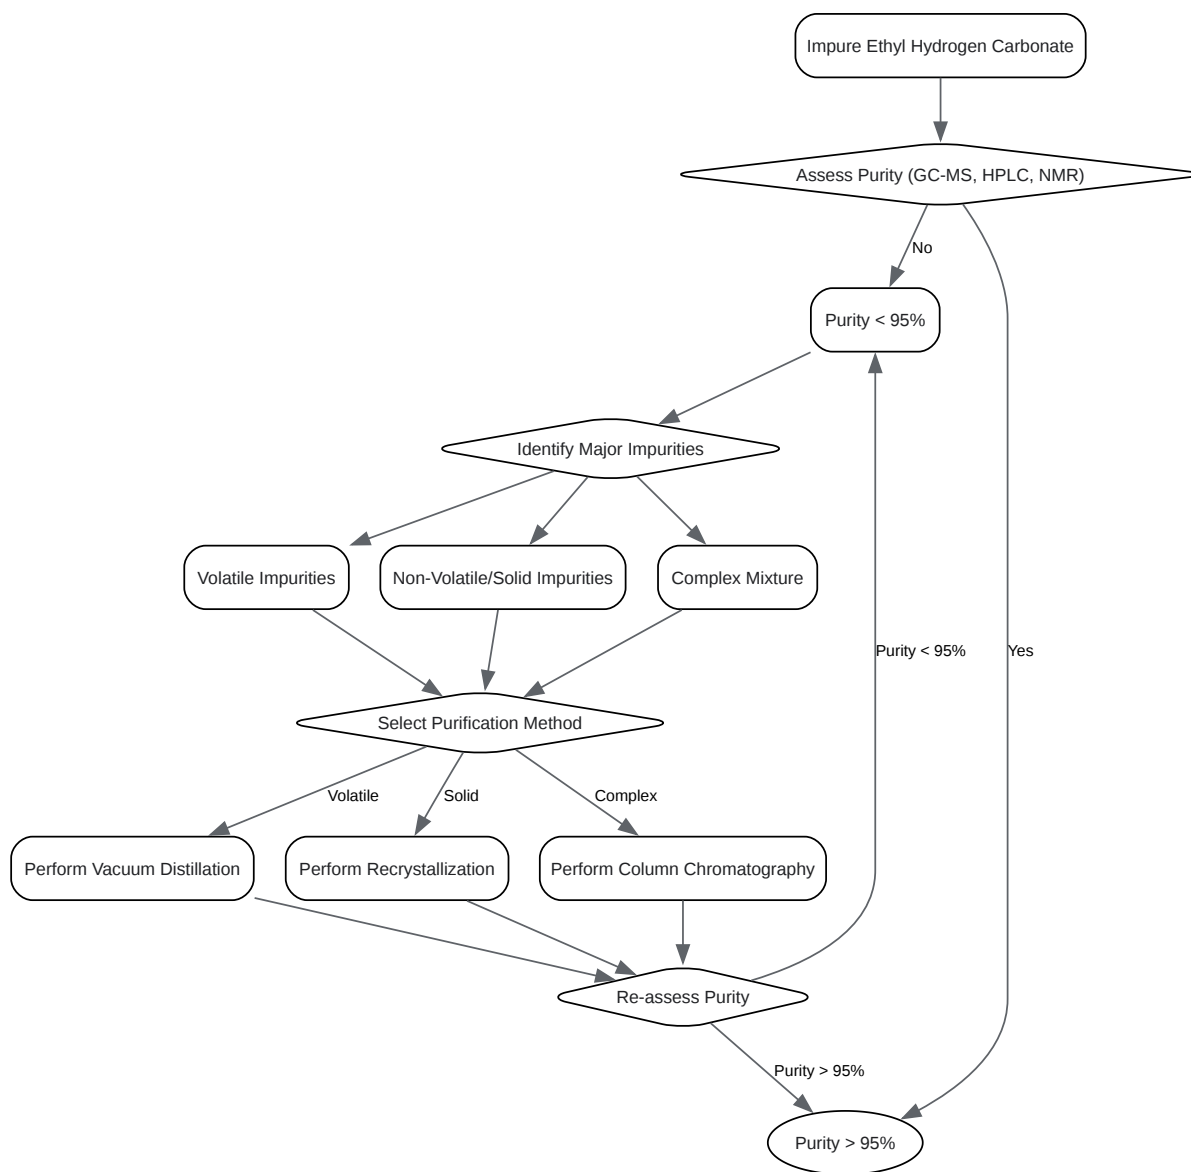 Impure Ethyl Hydrogen Carbonate
Assess Purity (GC-MS, HPLC, NMR)
No
Purity < 95%
Identify Major Impurities
Volatile Impurities
Non-Volatile/Solid Impurities
Complex Mixture
Purity < 95%
Yes
Select Purification Method
Volatile
Solid
Complex
Perform Vacuum Distillation
Perform Recrystallization
Perform Column Chromatography
Re-assess Purity
Purity > 95%
Purity > 95%